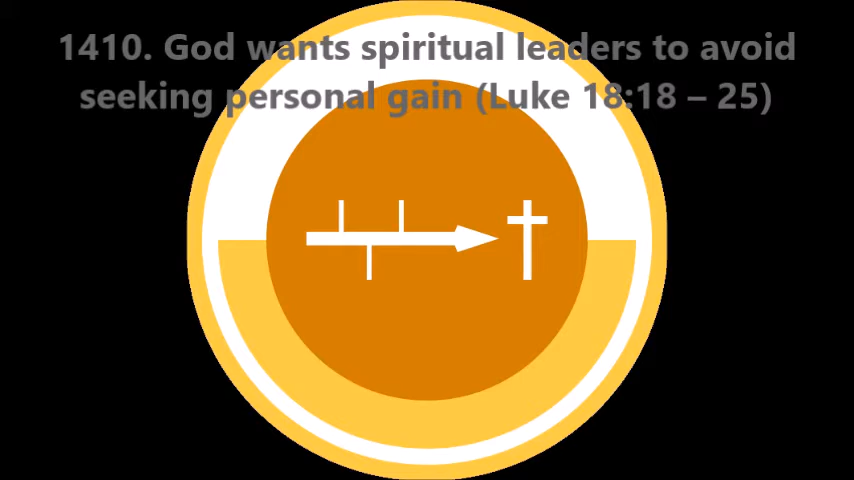 1410. God wants spiritual leaders to avoid
seeking personal gain (Luke 18:18 – 25)